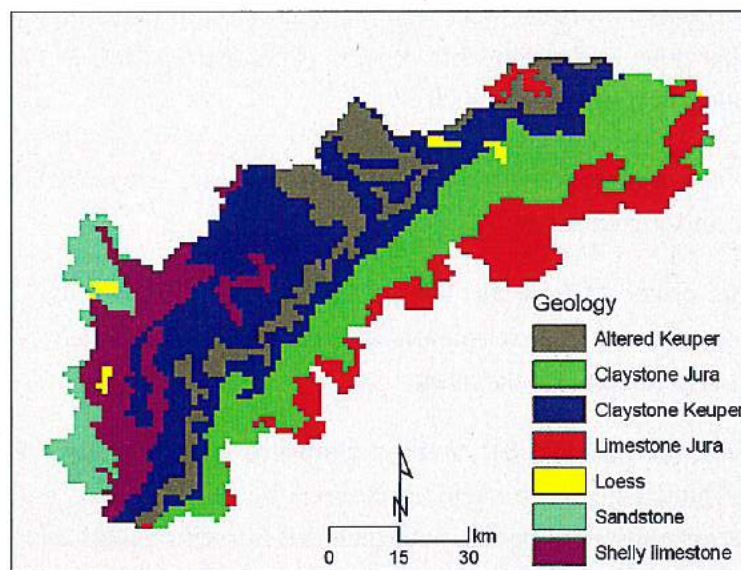 Geology
Altered Keuper
Claystone Jura
Claystone Keuper
Limestone Jura
Loess
Sandstone
Shelly limestone
N
km
0 15 30